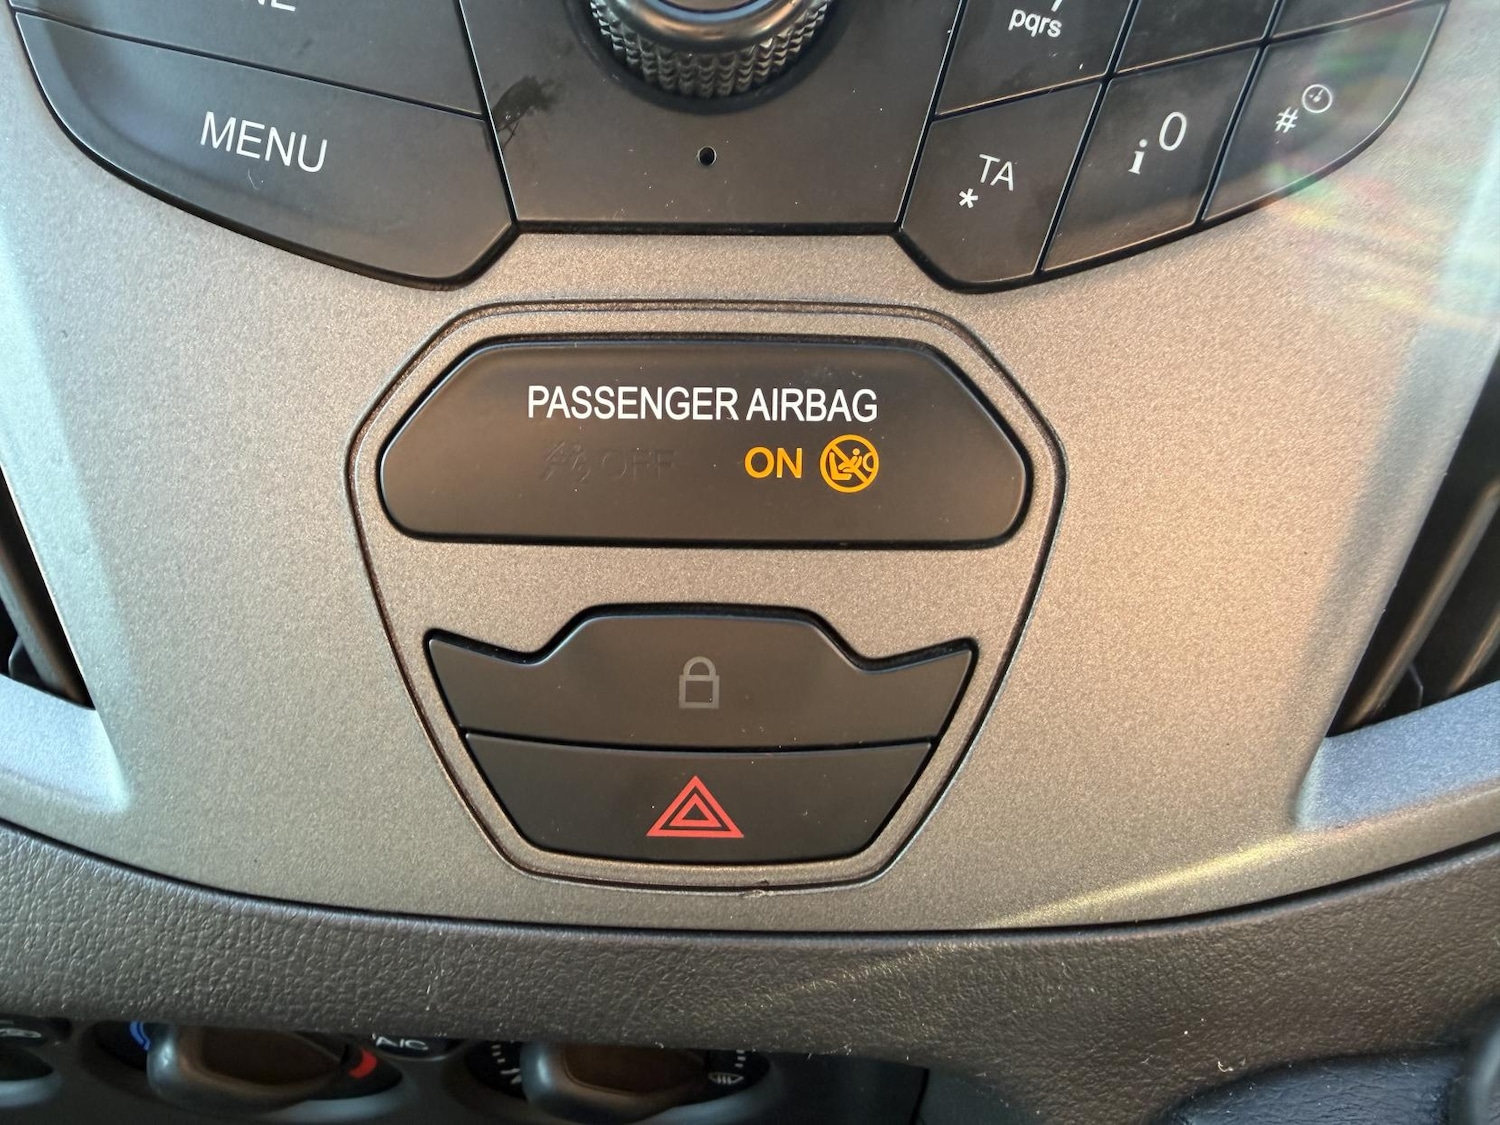 MENU
pqrs
* TA
i 0
#
PASSENGER AIRBAG
OFF ON
A/C